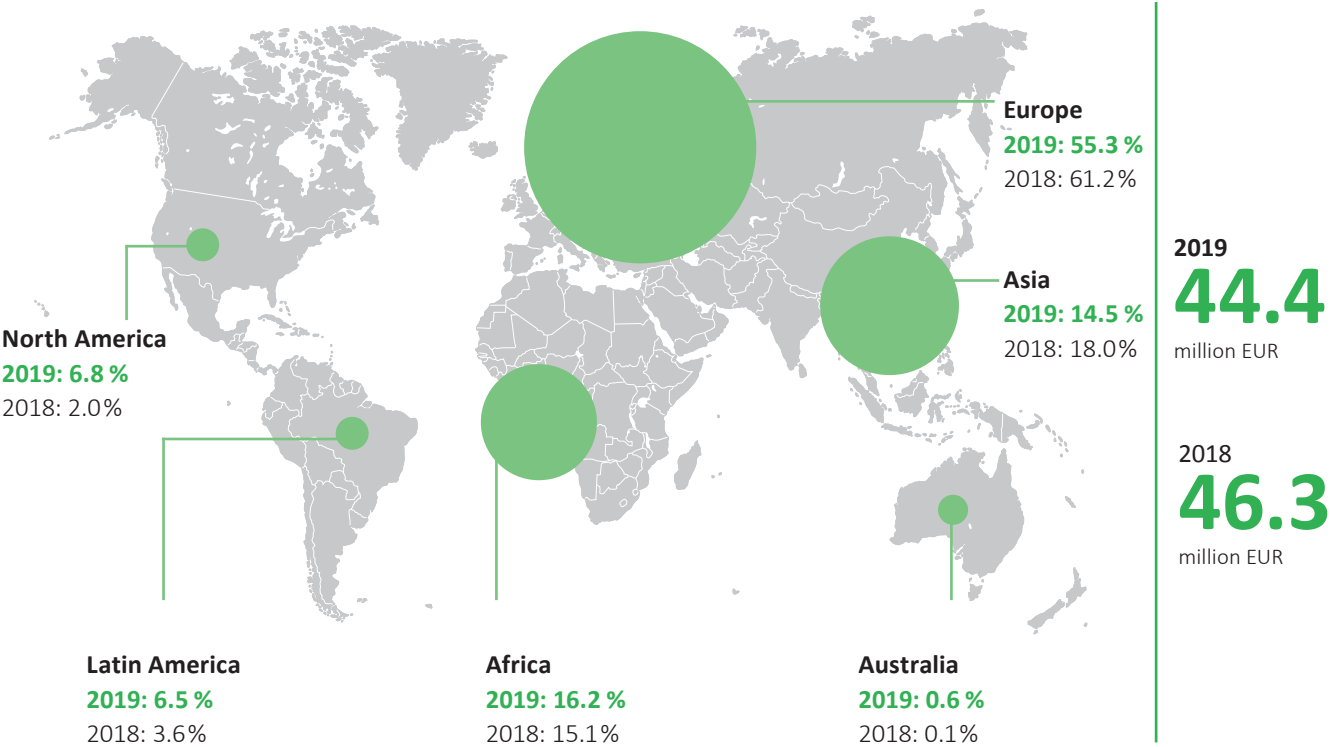 Europe
2019: 55.3 %
2018: 61.2%
Asia
2019: 14.5 %
2018: 18.0%
North America
2019: 6.8 %
2018: 2.0%
Latin America
2019: 6.5 %
2018: 3.6%
Africa
2019: 16.2 %
2018: 15.1%
Australia
2019: 0.6 %
2018: 0.1%
2019
44.4
million EUR
2018
46.3
million EUR